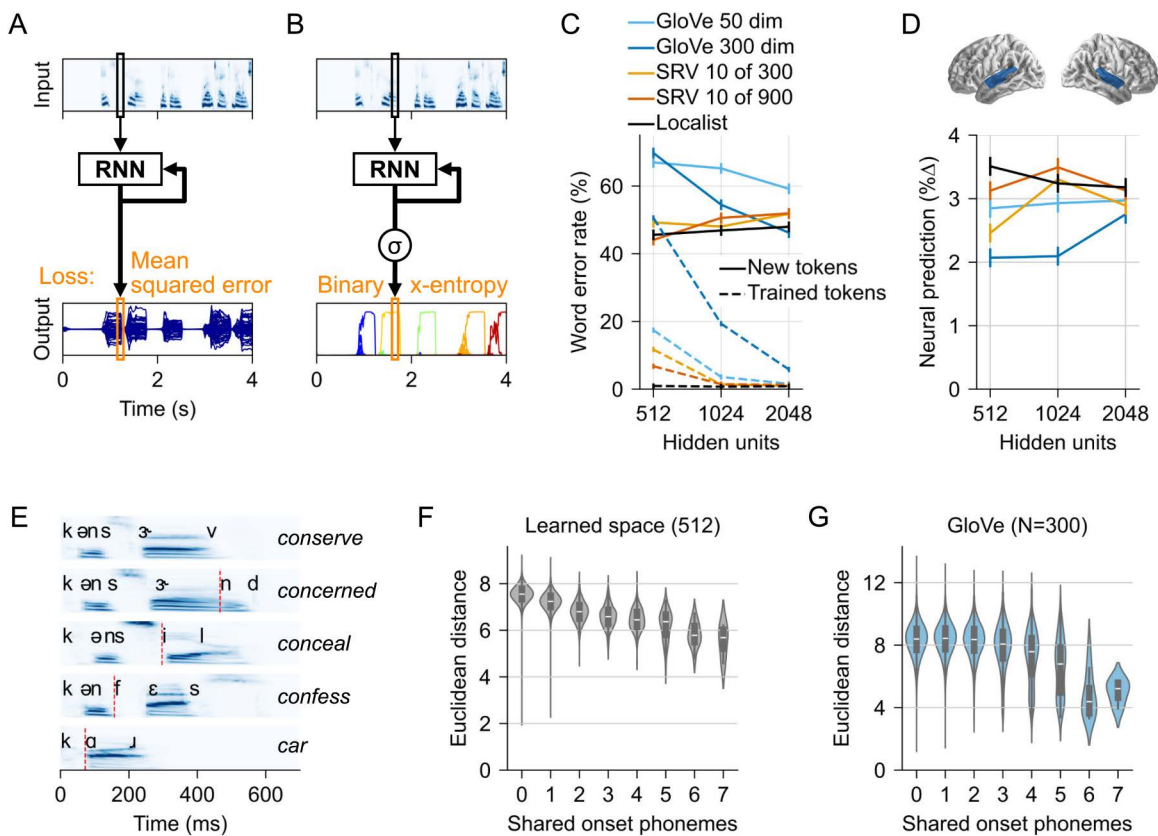 A
Input
RNN
Loss:
Mean
squared error
Output
0 2 4
Time (s)
B
Input
RNN
σ
Binary x-entropy
Output
0 2 4
C
GloVe 50 dim
GloVe 300 dim
SRV 10 of 300
SRV 10 of 900
Localist
Word error rate (%)
60
40
20
0
New tokens
Trained tokens
512 1024 2048
Hidden units
D
Neural prediction (%Δ)
4
3
2
1
0
512 1024 2048
Hidden units
E
k ən s ɝ v conserve
k ən s ɝ n d concerned
k ən s i l conceal
k ən f ɛ s confess
k ɑ ɹ car
0 200 400 600
Time (ms)
F
Learned space (512)
Euclidean distance
8
6
4
2
0
0 1 2 3 4 5 6 7
Shared onset phonemes
G
GloVe (N=300)
Euclidean distance
12
8
4
0
0 1 2 3 4 5 6 7
Shared onset phonemes